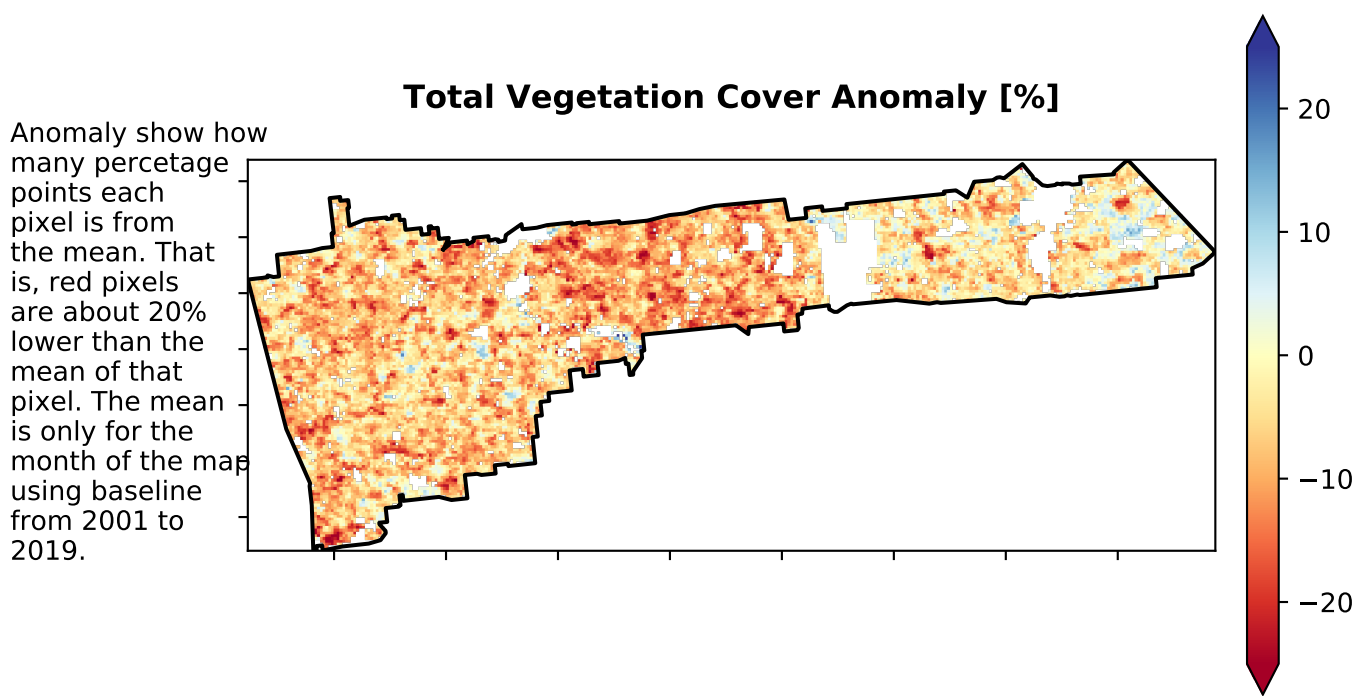 Total Vegetation Cover Anomaly [%]
Anomaly show how
many percetage
points each
pixel is from
the mean. That
is, red pixels
are about 20%
lower than the
mean of that
pixel. The mean
is only for the
month of the map
using baseline
from 2001 to
2019.
20
10
0
−10
−20